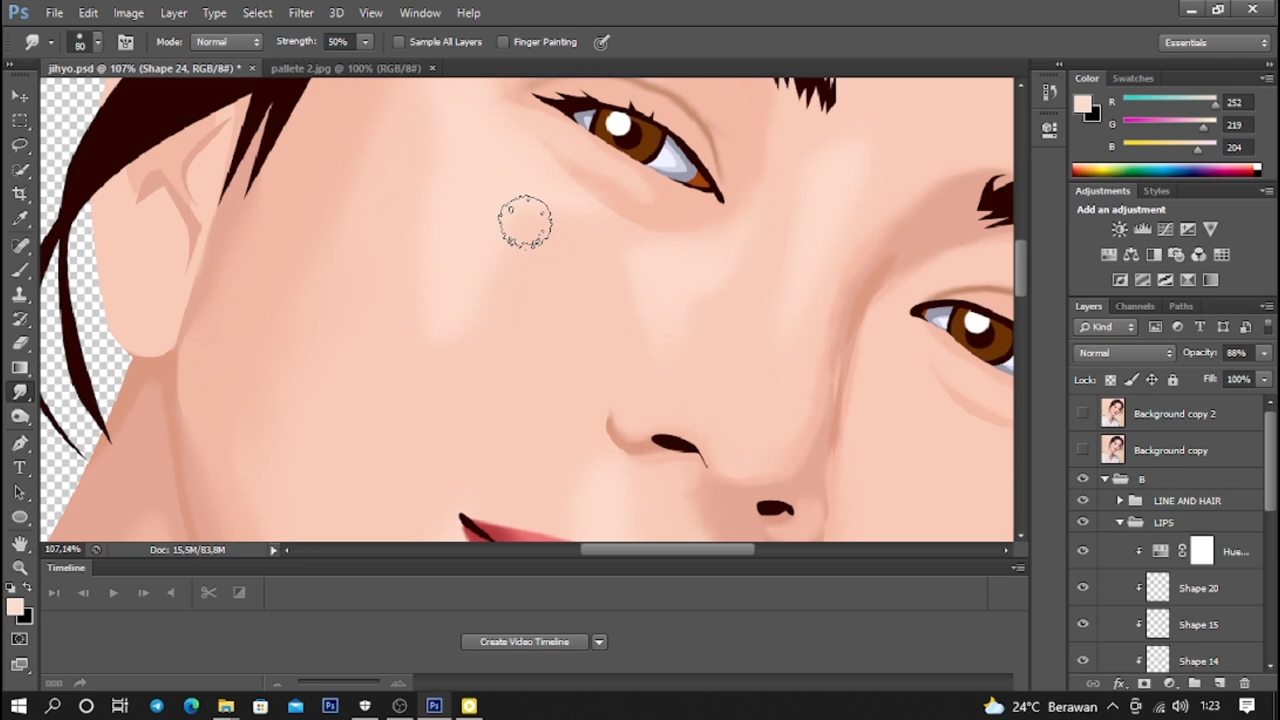 Ps File Edit Image Layer Type Select Filter 3D View Window Help
80 Mode: Normal Strength: 50% Sample All Layers Finger Painting Essentials
jihyo.psd @ 107% (Shape 24, RGB/8#) * × pallete 2.jpg @ 100% (RGB/8#) ×
Color Swatches
R 252
G 219
B 204
Adjustments Styles
Add an adjustment
Layers Channels Paths
Kind
Normal Opacity: 88%
Lock: Fill: 100%
Background copy 2
Background copy
B
LINE AND HAIR
LIPS
Hue...
Shape 20
Shape 15
Shape 14
107,14% Doc: 15,5M/83,8M
Timeline
Create Video Timeline
24°C Berawan 1:23